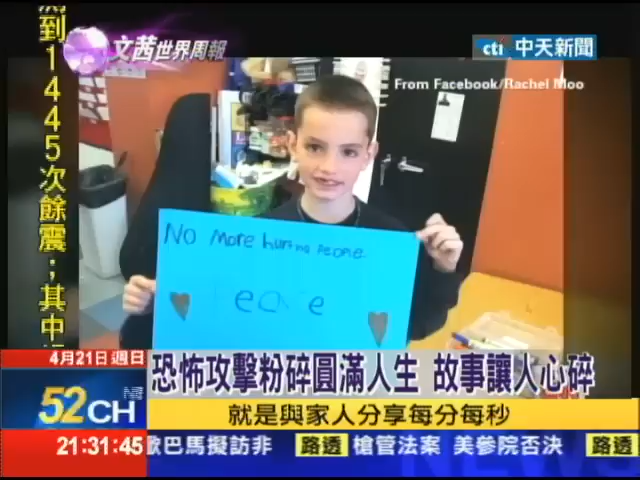 到1445次餘震；其中
文茜世界周報
cti 中天新聞
From Facebook/Rachel Moo
No More hurting People
Peace
4月21日 週日
恐怖攻擊粉碎圓滿人生 故事讓人心碎
52CH
就是與家人分享每分每秒
21:31:45
歐巴馬擬訪非 路透 槍管法案 美參院否決 路透